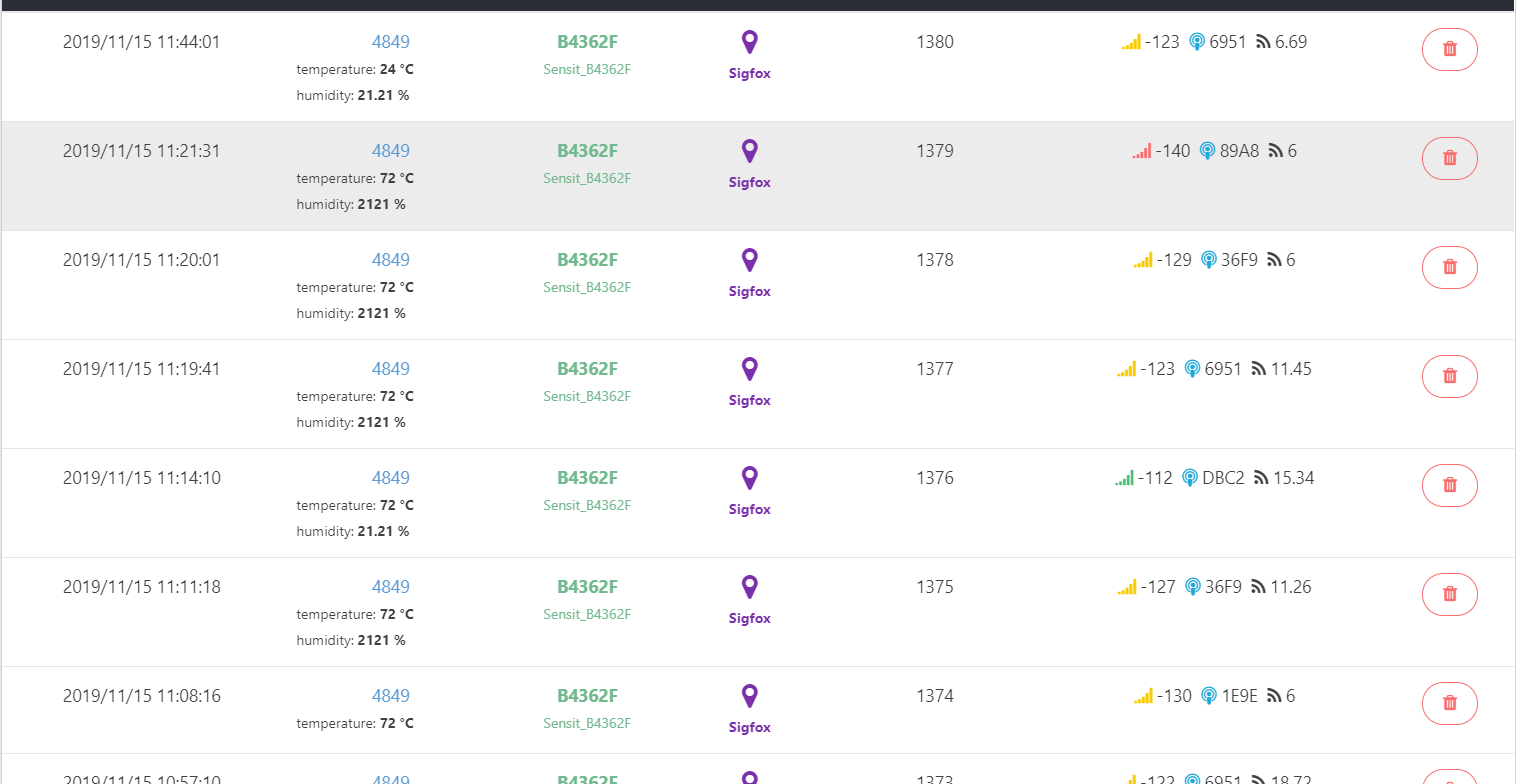 2019/11/15 11:44:01 4849 B4362F 1380 -123 6951 6.69
temperature: 24 °C Sensit_B4362F Sigfox
humidity: 21.21 %
2019/11/15 11:21:31 4849 B4362F 1379 -140 89A8 6
temperature: 72 °C Sensit_B4362F Sigfox
humidity: 2121 %
2019/11/15 11:20:01 4849 B4362F 1378 -129 36F9 6
temperature: 72 °C Sensit_B4362F Sigfox
humidity: 2121 %
2019/11/15 11:19:41 4849 B4362F 1377 -123 6951 11.45
temperature: 72 °C Sensit_B4362F Sigfox
humidity: 2121 %
2019/11/15 11:14:10 4849 B4362F 1376 -112 DBC2 15.34
temperature: 72 °C Sensit_B4362F Sigfox
humidity: 21.21 %
2019/11/15 11:11:18 4849 B4362F 1375 -127 36F9 11.26
temperature: 72 °C Sensit_B4362F Sigfox
humidity: 2121 %
2019/11/15 11:08:16 4849 B4362F 1374 -130 1E9E 6
temperature: 72 °C Sensit_B4362F Sigfox
2019/11/15 10:57:10 4849 B4362F 1373 -122 6951 18.72